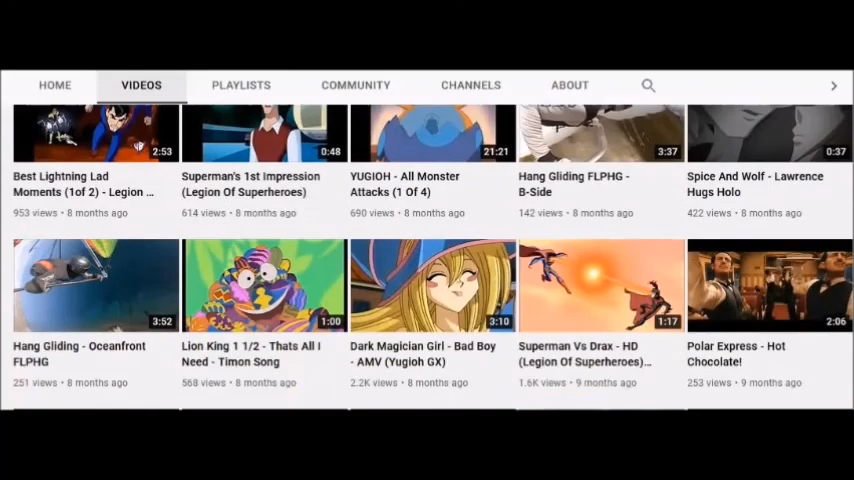 HOME VIDEOS PLAYLISTS COMMUNITY CHANNELS ABOUT
2:53 0:48 21:21 3:37 0:37
Best Lightning Lad Superman's 1st Impression YUGIOH - All Monster Hang Gliding FLPHG - Spice And Wolf - Lawrence
Moments (1of 2) - Legion ... (Legion Of Superheroes) Attacks (1 Of 4) B-Side Hugs Holo
953 views • 8 months ago 614 views • 8 months ago 690 views • 8 months ago 142 views • 8 months ago 422 views • 8 months ago
3:52 1:00 3:10 1:17 2:06
Hang Gliding - Oceanfront Lion King 1 1/2 - Thats All I Dark Magician Girl - Bad Boy Superman Vs Drax - HD Polar Express - Hot
FLPHG Need - Timon Song - AMV (Yugioh GX) (Legion Of Superheroes)... Chocolate!
251 views • 8 months ago 568 views • 8 months ago 2.2K views • 8 months ago 1.6K views • 9 months ago 253 views • 9 months ago